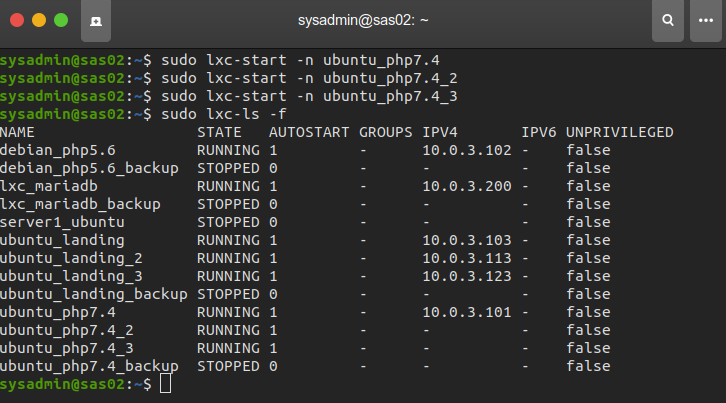 sysadmin@sas02: ~
sysadmin@sas02:~$ sudo lxc-start -n ubuntu_php7.4
sysadmin@sas02:~$ sudo lxc-start -n ubuntu_php7.4_2
sysadmin@sas02:~$ sudo lxc-start -n ubuntu_php7.4_3
sysadmin@sas02:~$ sudo lxc-ls -f
NAME                 STATE   AUTOSTART GROUPS IPV4       IPV6 UNPRIVILEGED
debian_php5.6        RUNNING 1         -      10.0.3.102 -    false
debian_php5.6_backup STOPPED 0         -      -          -    false
lxc_mariadb          RUNNING 1         -      10.0.3.200 -    false
lxc_mariadb_backup   STOPPED 0         -      -          -    false
server1_ubuntu       STOPPED 0         -      -          -    false
ubuntu_landing       RUNNING 1         -      10.0.3.103 -    false
ubuntu_landing_2     RUNNING 1         -      10.0.3.113 -    false
ubuntu_landing_3     RUNNING 1         -      10.0.3.123 -    false
ubuntu_landing_backup STOPPED 0         -      -          -    false
ubuntu_php7.4        RUNNING 1         -      10.0.3.101 -    false
ubuntu_php7.4_2      RUNNING 1         -      -          -    false
ubuntu_php7.4_3      RUNNING 1         -      -          -    false
ubuntu_php7.4_backup STOPPED 0         -      -          -    false
sysadmin@sas02:~$